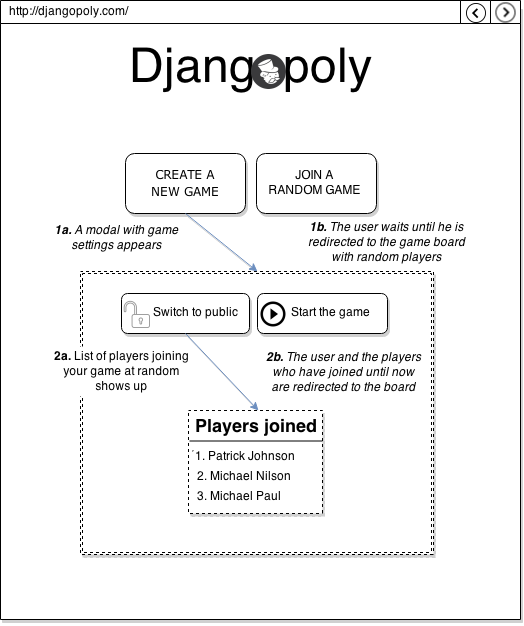 http://djangopoly.com/
Djangopoly
CREATE A
NEW GAME
JOIN A
RANDOM GAME
1a. A modal with game
settings appears
1b. The user waits until he is
redirected to the game board
with random players
Switch to public
Start the game
2a. List of players joining
your game at random
shows up
2b. The user and the players
who have joined until now
are redirected to the board
Players joined
1. Patrick Johnson
2. Michael Nilson
3. Michael Paul